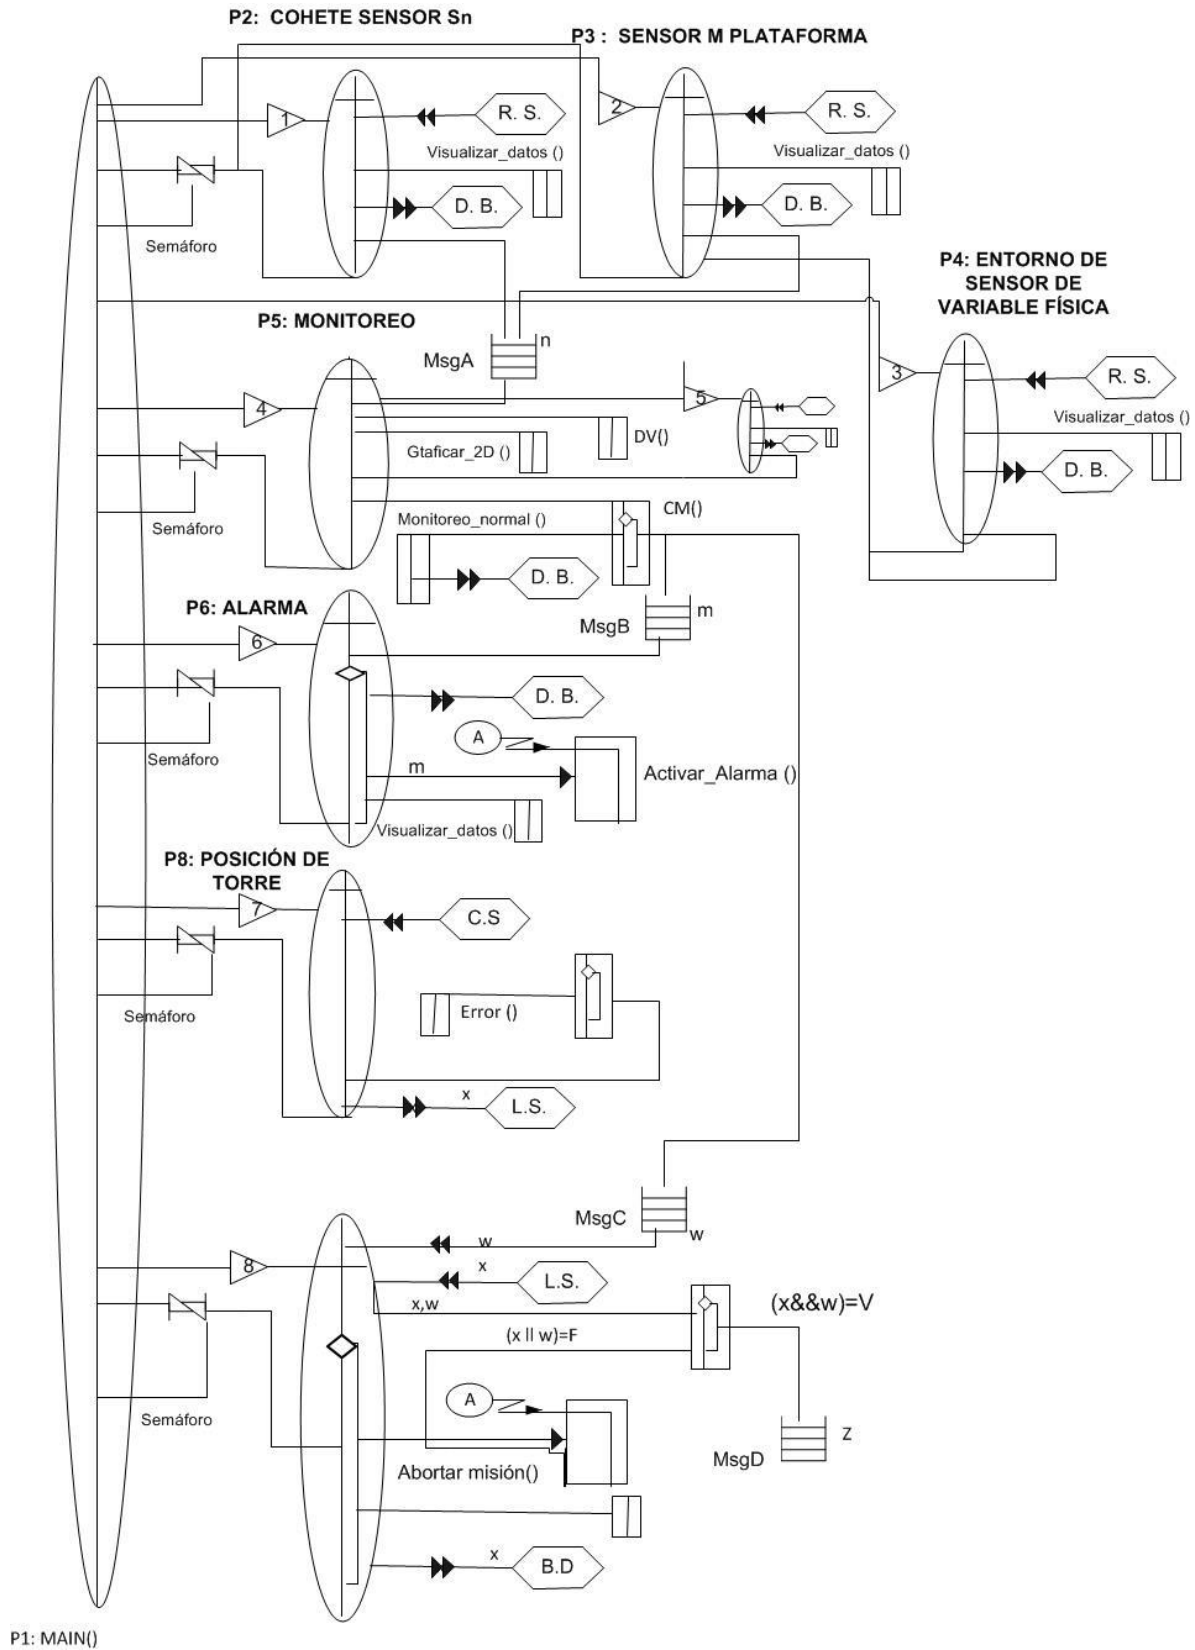 P2: COHETE SENSOR Sn
P3 : SENSOR M PLATAFORMA
1
R. S.
2
R. S.
Visualizar_datos ()
Visualizar_datos ()
D. B.
D. B.
Semáforo
P4: ENTORNO DE
SENSOR DE
VARIABLE FÍSICA
P5: MONITOREO
MsgA
n
3
R. S.
4
5
Visualizar_datos ()
DV()
Gtaficar_2D ()
D. B.
CM()
Monitoreo_normal ()
Semáforo
D. B.
P6: ALARMA
MsgB
m
6
D. B.
A
Semáforo
m
Activar_Alarma ()
Visualizar_datos ()
P8: POSICIÓN DE
TORRE
7
C.S
Semáforo
Error ()
x
L.S.
MsgC
w
w
8
x
L.S.
x,w
(x&&w)=V
(x || w)=F
A
Semáforo
z
MsgD
Abortar misión()
x
B.D
P1: MAIN()